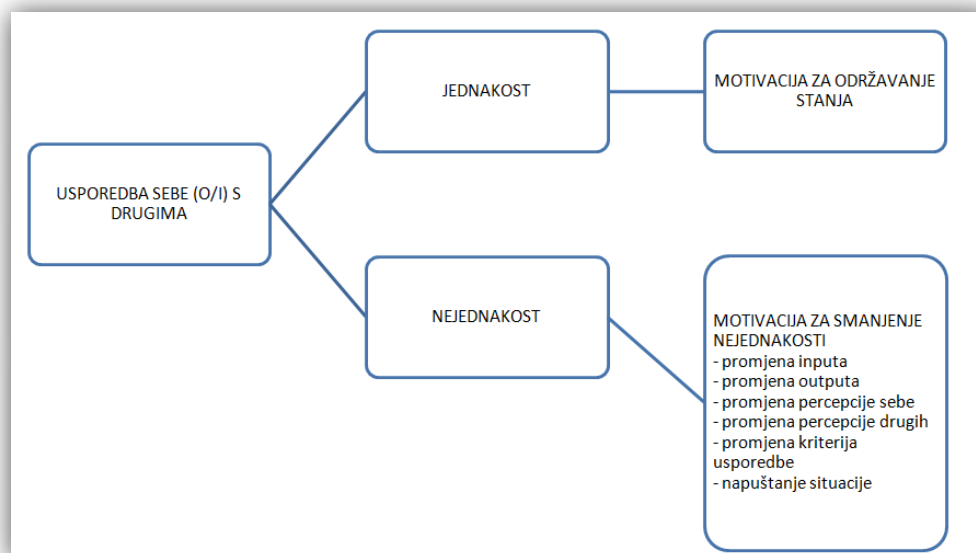 USPOREDBA SEBE (O/I) S
DRUGIMA
JEDNAKOST
MOTIVACIJA ZA ODRŽAVANJE
STANJA
NEJEDNAKOST
MOTIVACIJA ZA SMANJENJE
NEJEDNAKOSTI
- promjena inputa
- promjena outputa
- promjena percepcije sebe
- promjena percepcije drugih
- promjena kriterija
usporedbe
- napuštanje situacije